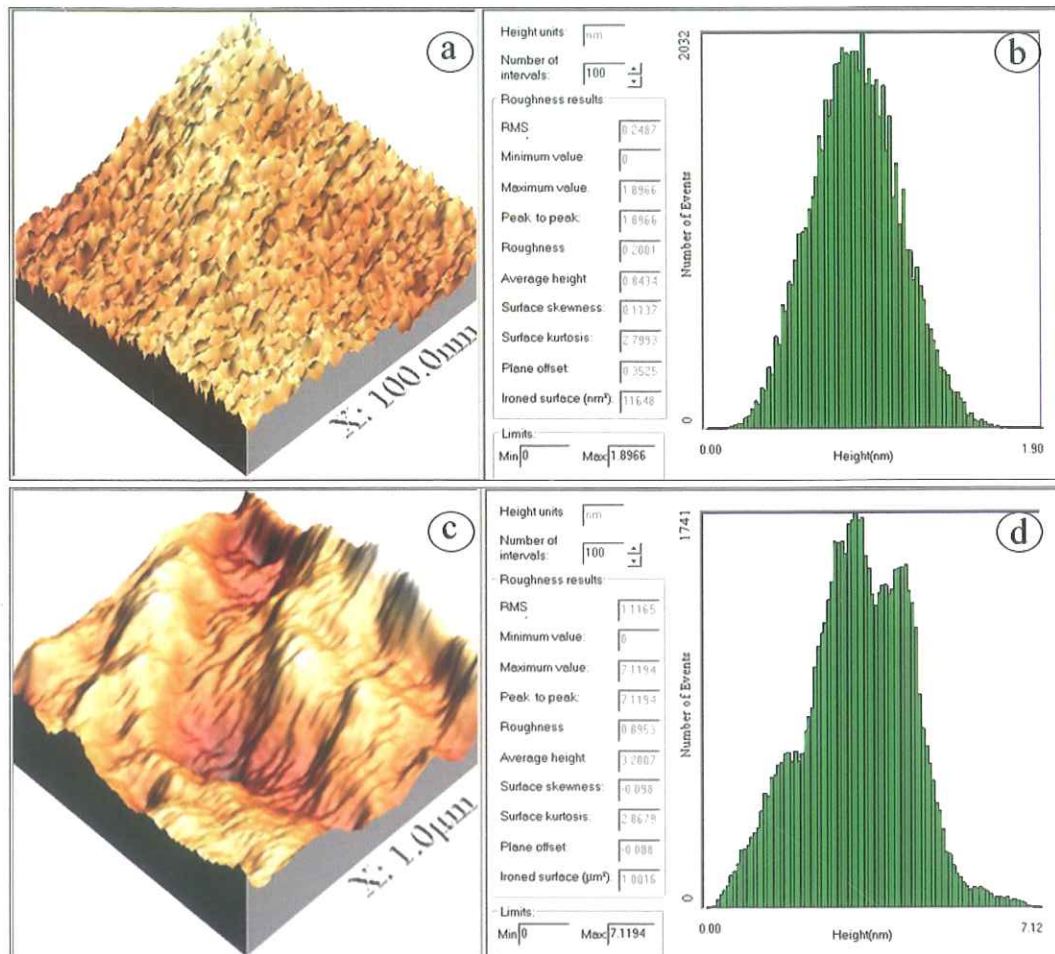 a
X: 100.0nm
Height units nm
Number of intervals: 100
Roughness results
RMS 0.2487
Minimum value: 0
Maximum value: 1.8966
Peak to peak: 1.8966
Roughness 0.2001
Average height 0.8434
Surface skewness: 0.1137
Surface kurtosis: 2.7993
Plane offset: 0.3525
Ironed surface (nm²): 11648
Limits:
Min 0 Max 1.8966
b
2032
Number of Events
0
0.00 1.90
Height(nm)
c
X: 1.0µm
Height units nm
Number of intervals: 100
Roughness results:
RMS 1.1165
Minimum value: 0
Maximum value: 7.1194
Peak to peak: 7.1194
Roughness 0.8953
Average height 3.2007
Surface skewness: -0.098
Surface kurtosis: 2.8679
Plane offset -0.088
Ironed surface (µm²): 1.0016
Limits:
Min 0 Max 7.1194
d
1741
Number of Events
0
0.00 7.12
Height(nm)